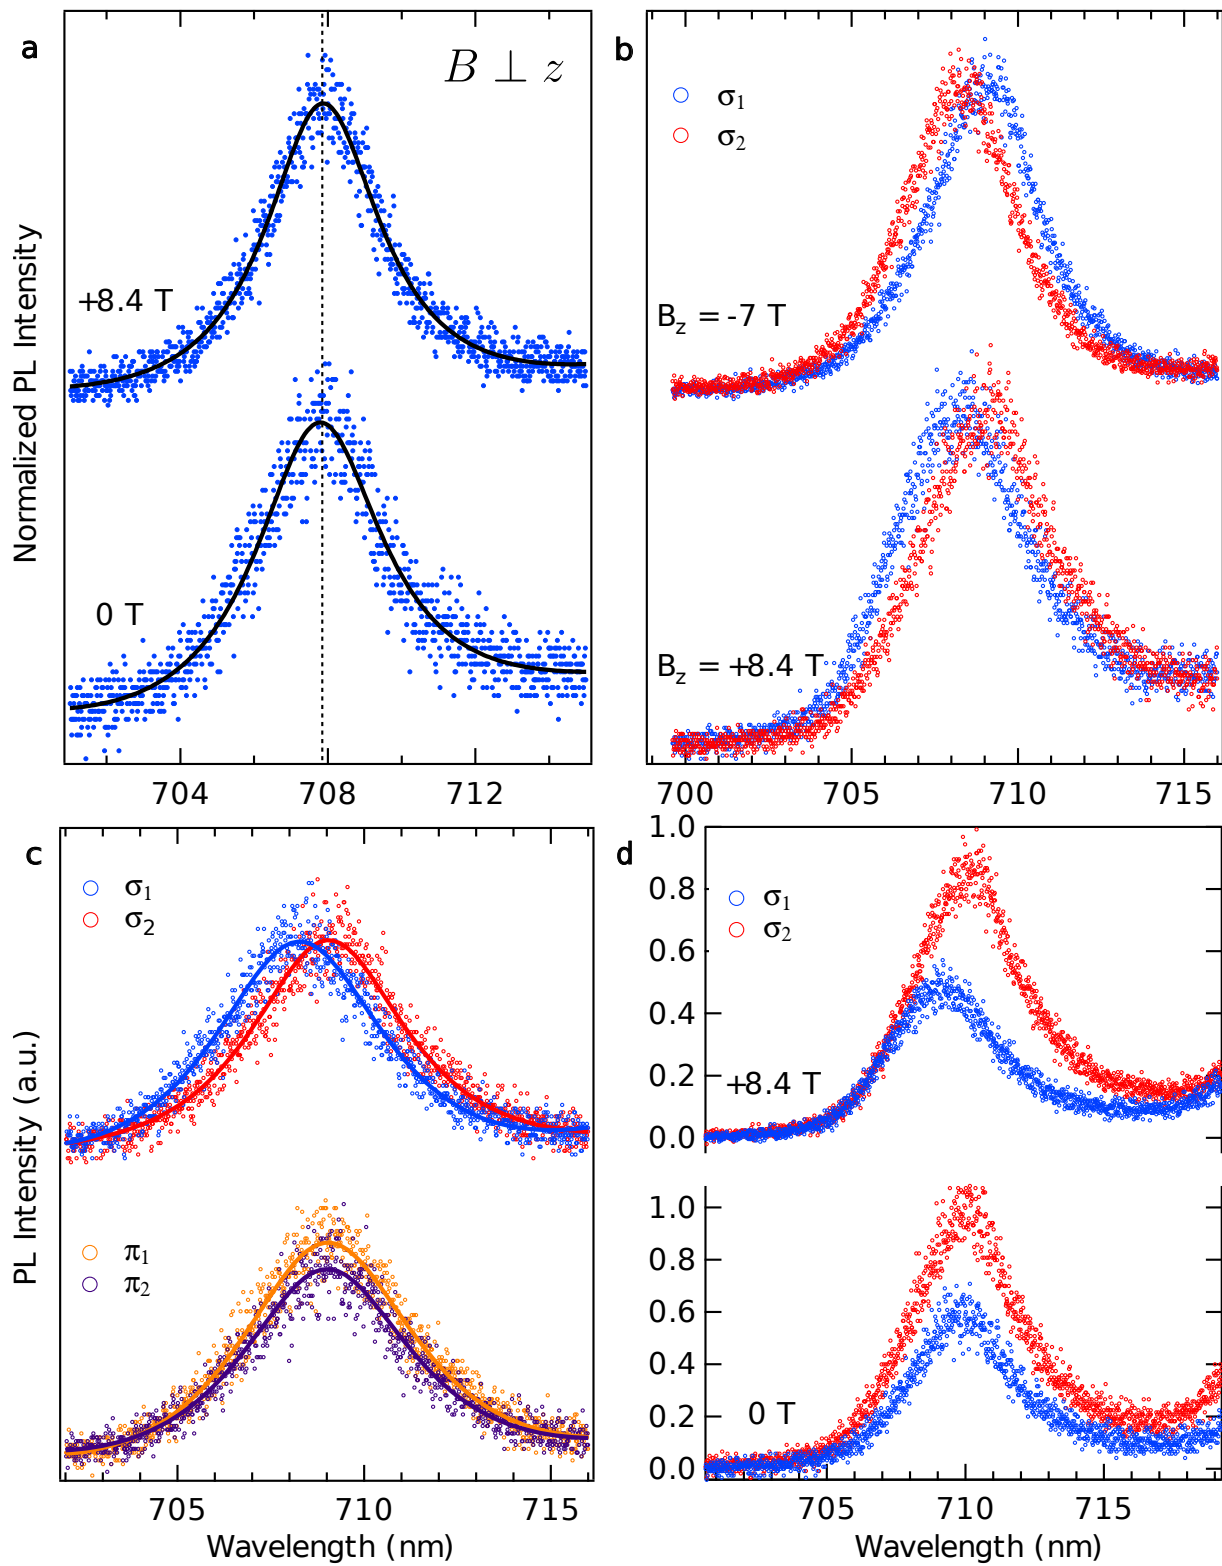 a
B ⊥ z
+8.4 T
0 T
704
708
712
Normalized PL Intensity
b
σ1
σ2
Bz = -7 T
Bz = +8.4 T
700
705
710
715
c
σ1
σ2
π1
π2
705
710
715
PL Intensity (a.u.)
Wavelength (nm)
d
1.0
0.8
0.6
0.4
0.2
0.0
σ1
σ2
+8.4 T
1.0
0.8
0.6
0.4
0.2
0.0
0 T
705
710
715
Wavelength (nm)